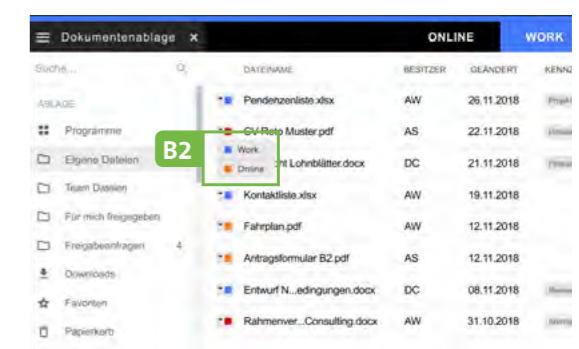 Dokumentenablage ×
ONLINE
WORK
Suche...
DATEINAME BESITZER GEÄNDERT KENNZ
ABLAGE
Programme
Eigene Dateien
Team Dateien
Für mich freigegeben
Freigabeanfragen 4
Downloads
Favoriten
Papierkorb
Pendenzenliste.xlsx AW 26.11.2018
CV Reto Muster.pdf AS 22.11.2018
B2
Work
Online
Lohnblätter.docx DC 21.11.2018
Kontaktliste.xlsx AW 19.11.2018
Fahrplan.pdf AW 12.11.2018
Antragsformular B2.pdf AS 12.11.2018
Entwurf N...edingungen.docx DC 08.11.2018
Rahmenver...Consulting.docx AW 31.10.2018